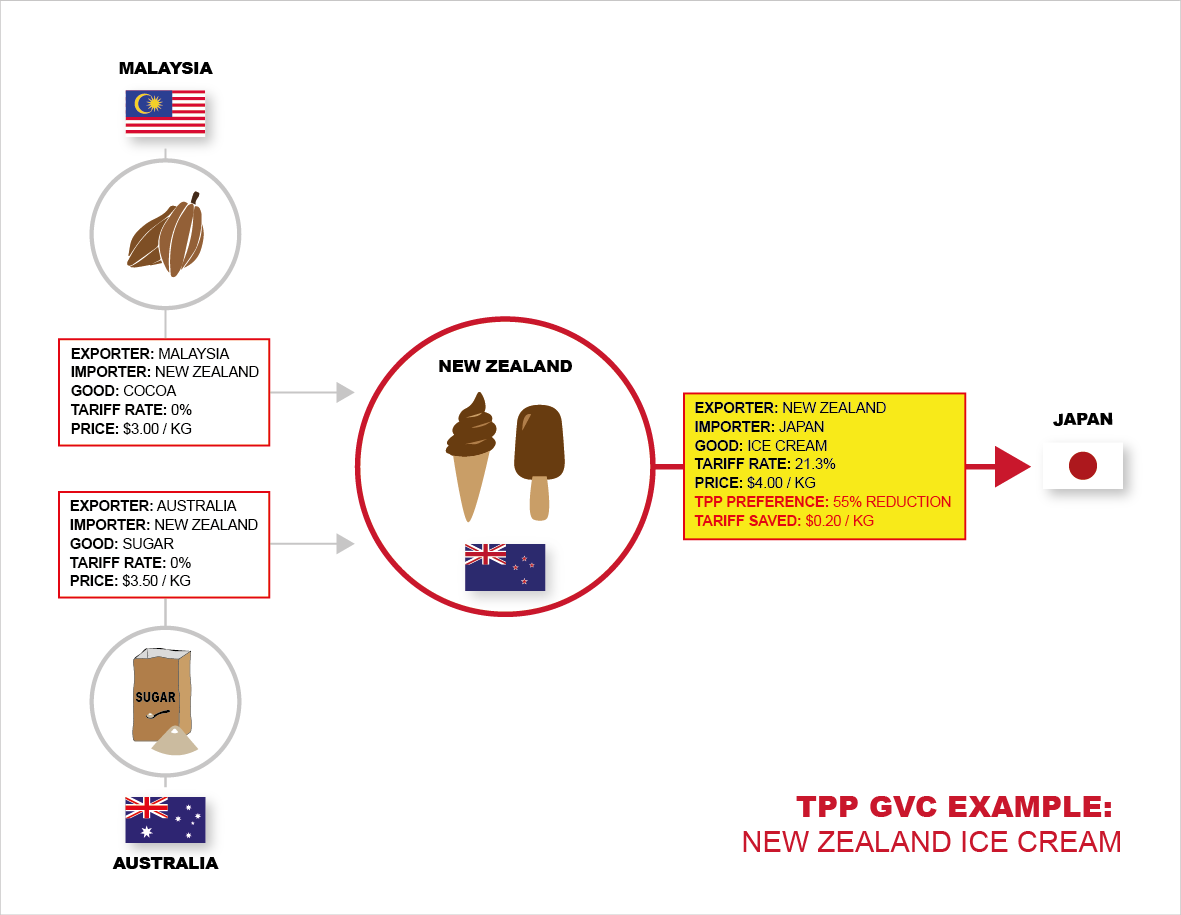 MALAYSIA
EXPORTER: MALAYSIA
IMPORTER: NEW ZEALAND
GOOD: COCOA
TARIFF RATE: 0%
PRICE: $3.00 / KG
EXPORTER: AUSTRALIA
IMPORTER: NEW ZEALAND
GOOD: SUGAR
TARIFF RATE: 0%
PRICE: $3.50 / KG
SUGAR
AUSTRALIA
NEW ZEALAND
EXPORTER: NEW ZEALAND
IMPORTER: JAPAN
GOOD: ICE CREAM
TARIFF RATE: 21.3%
PRICE: $4.00 / KG
TPP PREFERENCE: 55% REDUCTION
TARIFF SAVED: $0.20 / KG
JAPAN
TPP GVC EXAMPLE:
NEW ZEALAND ICE CREAM